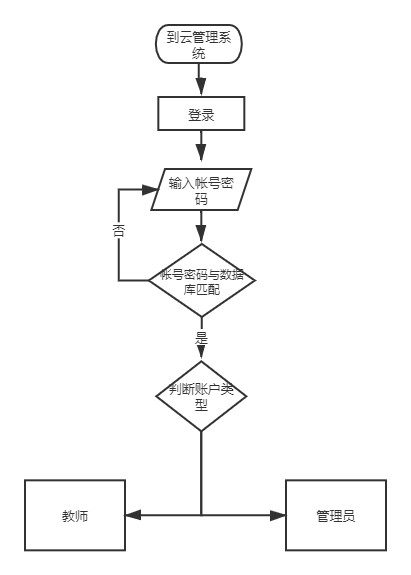 到云管理系
统
登录
输入帐号密
码
否
帐号密码与数据
库匹配
是
判断账户类
型
教师
管理员